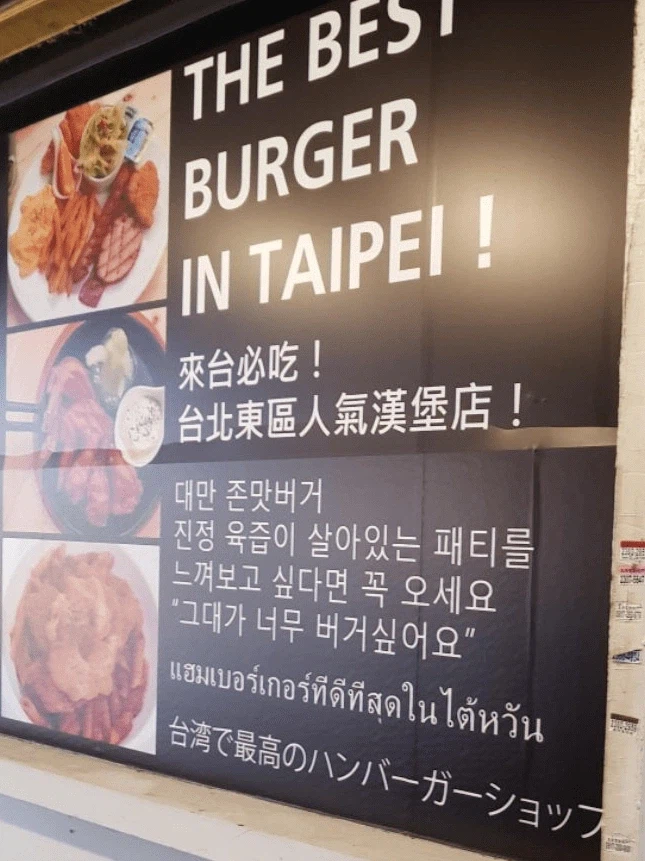 THE BEST
BURGER
IN TAIPEI !
來台必吃！
台北東區人氣漢堡店！
대만 존맛버거
진정 육즙이 살아있는 패티를
느껴보고 싶다면 꼭 오세요
"그대가 너무 버거싶어요"
แฮมเบอร์เกอร์ทีดีทีสุดในไต้หวัน
台湾で最高のハンバーガーショップ